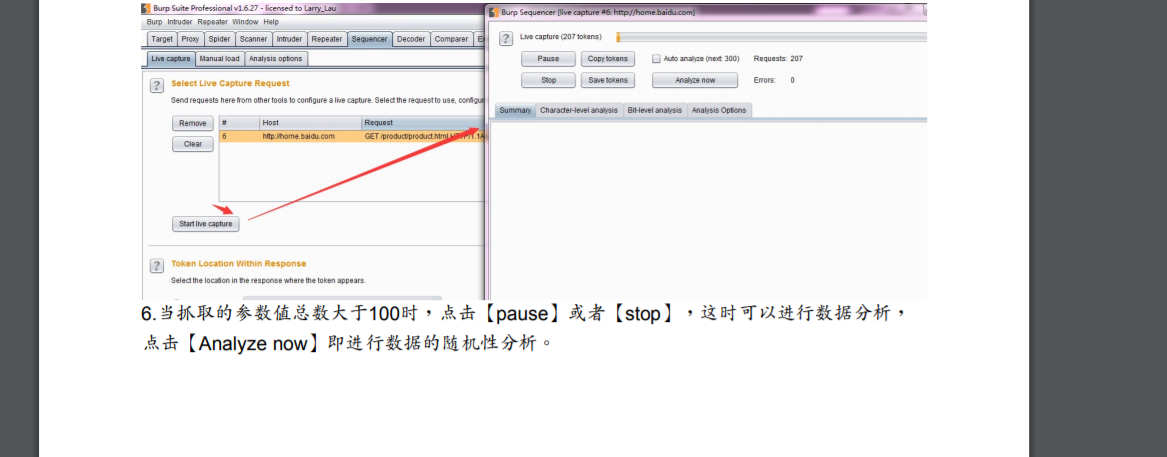 Burp Suite Professional v1.6.27 - licensed to Larry_Lau
Burp Intruder Repeater Window Help
Target Proxy Spider Scanner Intruder Repeater Sequencer Decoder Comparer
Live capture Manual load Analysis options
Select Live Capture Request
Send requests here from other tools to configure a live capture. Select the request to use, configur
Remove # Host Request
6 http://home.baidu.com GET /product/product.html
Clear
Start live capture
Token Location Within Response
Select the location in the response where the token appears.
Burp Sequencer [live capture #6: http://home.baidu.com]
Live capture (207 tokens)
Pause Copy tokens Auto analyze (next 300) Requests: 207
Stop Save tokens Analyze now Errors: 0
Summary Character-level analysis Bit-level analysis Analysis Options
6.当抓取的参数值总数大于100时，点击【pause】或者【stop】，这时可以进行数据分析，
点击【Analyze now】即进行数据的随机性分析。